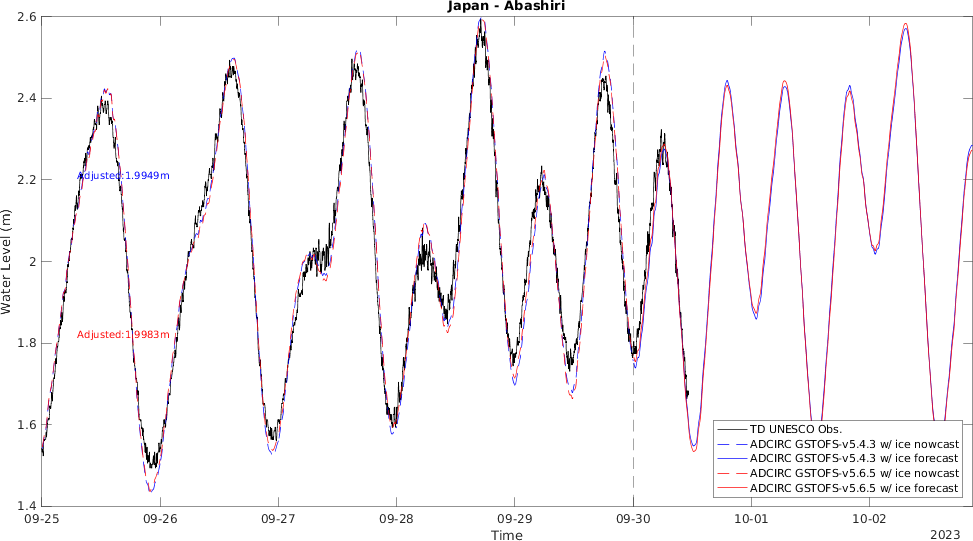 Japan - Abashiri
2.6
2.4
2.2
2
1.8
1.6
1.4
Water Level (m)
Adjusted:1.9949m
Adjusted:1.9983m
TD UNESCO Obs.
ADCIRC GSTOFS-v5.4.3 w/ ice nowcast
ADCIRC GSTOFS-v5.4.3 w/ ice forecast
ADCIRC GSTOFS-v5.6.5 w/ ice nowcast
ADCIRC GSTOFS-v5.6.5 w/ ice forecast
09-25 09-26 09-27 09-28 09-29 09-30 10-01 10-02
Time
2023